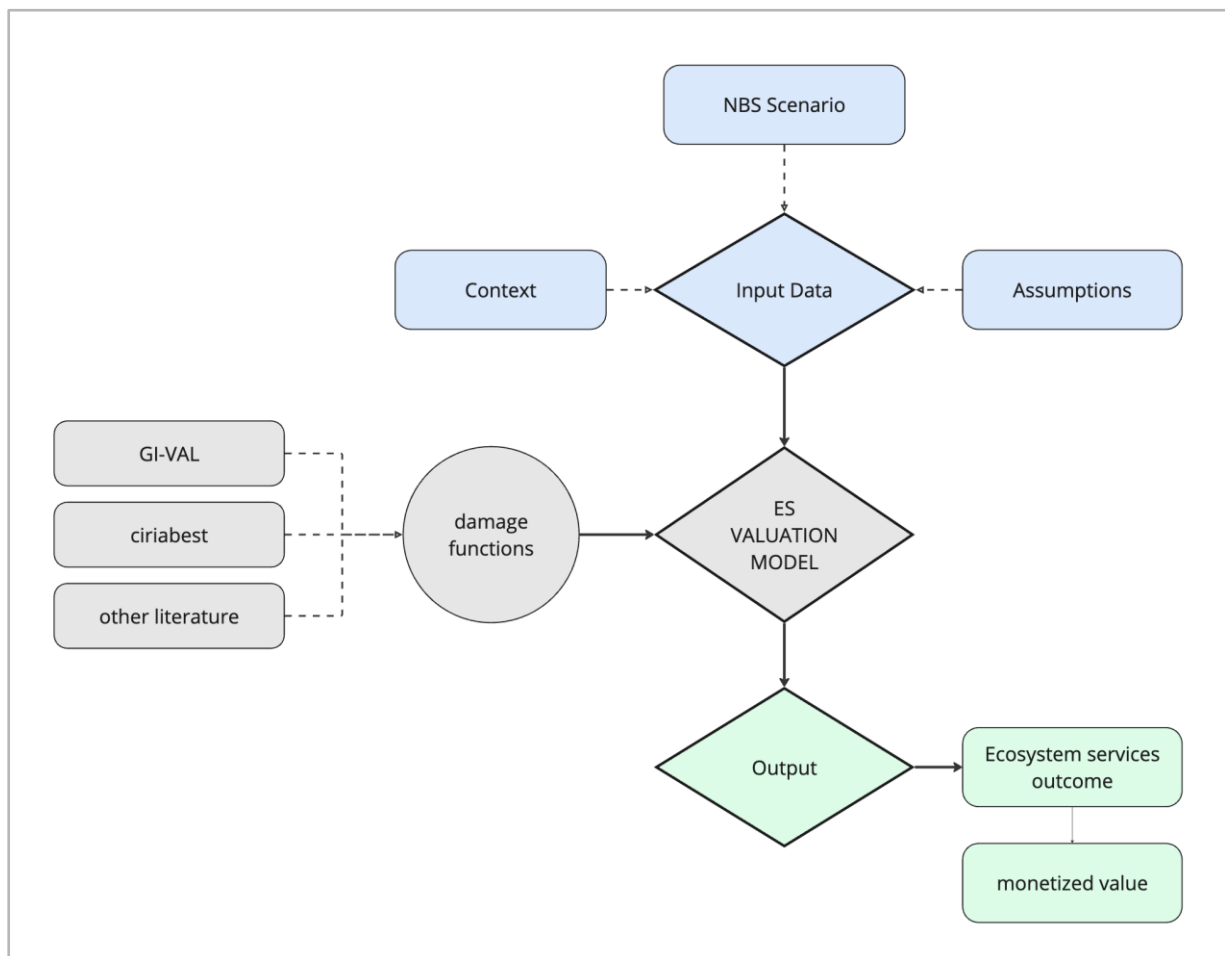 NBS Scenario
Context
Input Data
Assumptions
GI-VAL
ciriabest
other literature
damage
functions
ES
VALUATION
MODEL
Output
Ecosystem services
outcome
monetized value